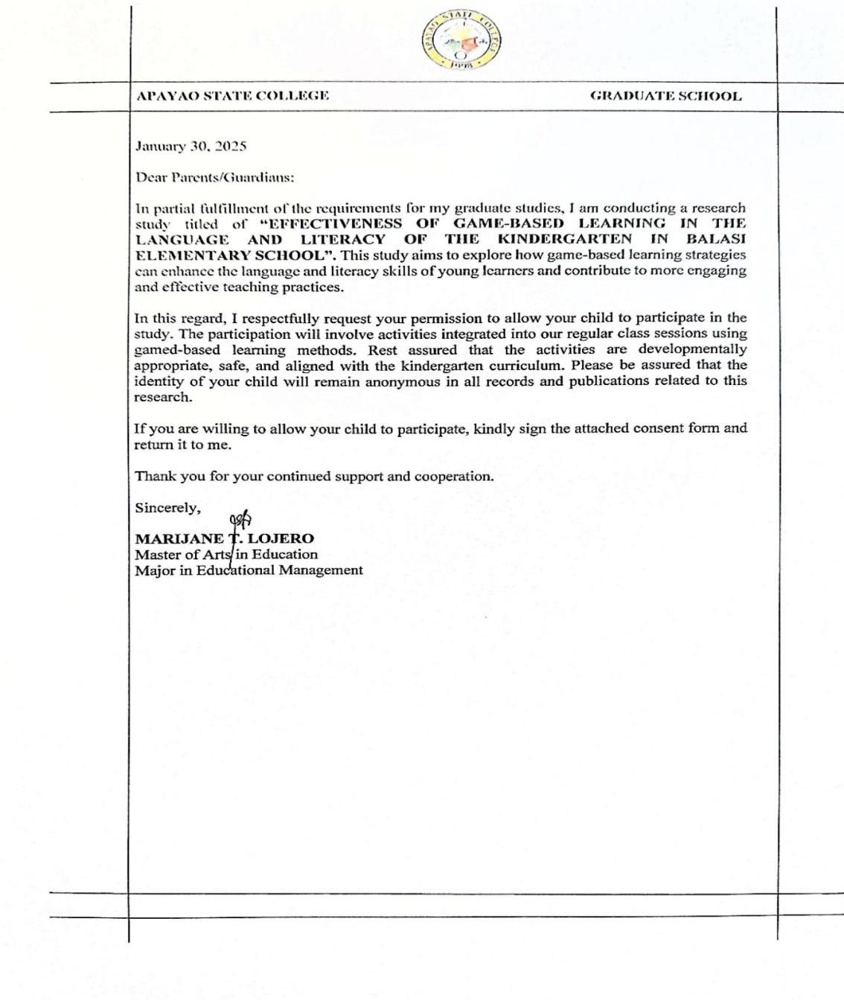 APAYAO STATE COLLEGE
1998
APAYAO STATE COLLEGE GRADUATE SCHOOL
January 30, 2025
Dear Parents/Guardians:
In partial fulfillment of the requirements for my graduate studies, I am conducting a research
study titled of “EFFECTIVENESS OF GAME-BASED LEARNING IN THE
LANGUAGE AND LITERACY OF THE KINDERGARTEN IN BALASI
ELEMENTARY SCHOOL”. This study aims to explore how game-based learning strategies
can enhance the language and literacy skills of young learners and contribute to more engaging
and effective teaching practices.
In this regard, I respectfully request your permission to allow your child to participate in the
study. The participation will involve activities integrated into our regular class sessions using
gamed-based learning methods. Rest assured that the activities are developmentally
appropriate, safe, and aligned with the kindergarten curriculum. Please be assured that the
identity of your child will remain anonymous in all records and publications related to this
research.
If you are willing to allow your child to participate, kindly sign the attached consent form and
return it to me.
Thank you for your continued support and cooperation.
Sincerely,
MARIJANE T. LOJERO
Master of Arts in Education
Major in Educational Management